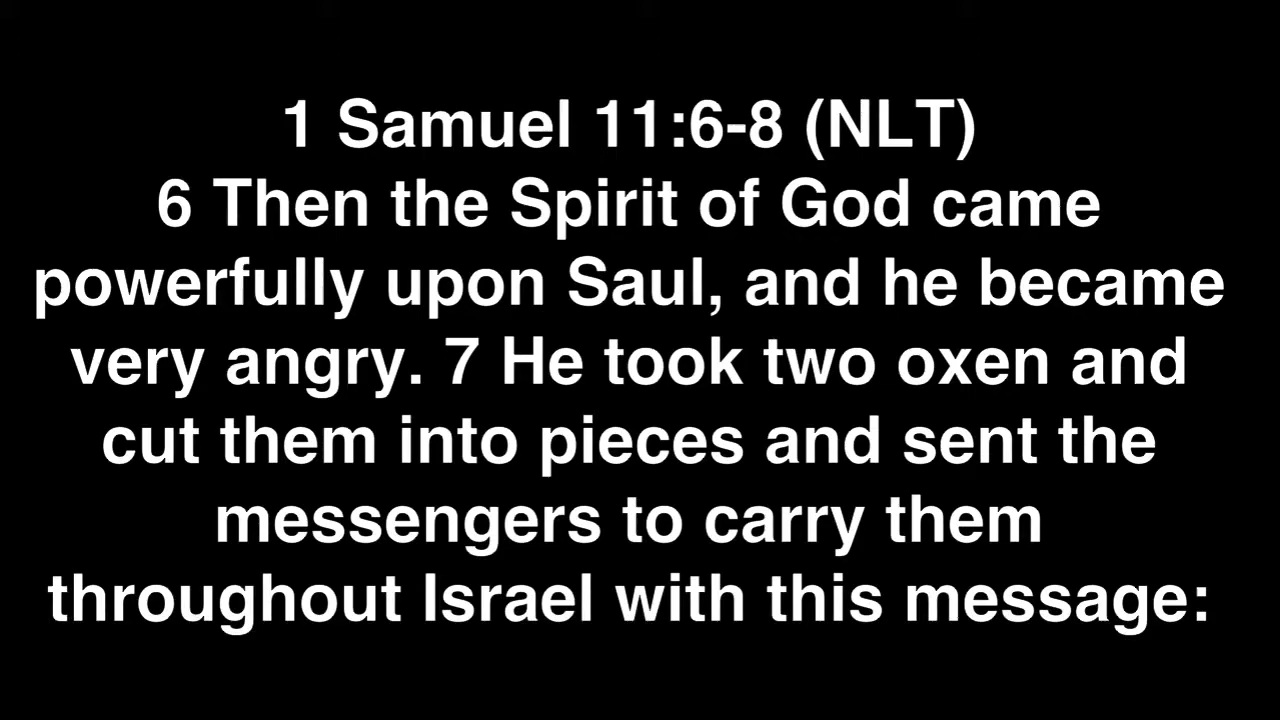 1 Samuel 11:6-8 (NLT)
6 Then the Spirit of God came
powerfully upon Saul, and he became
very angry. 7 He took two oxen and
cut them into pieces and sent the
messengers to carry them
throughout Israel with this message: